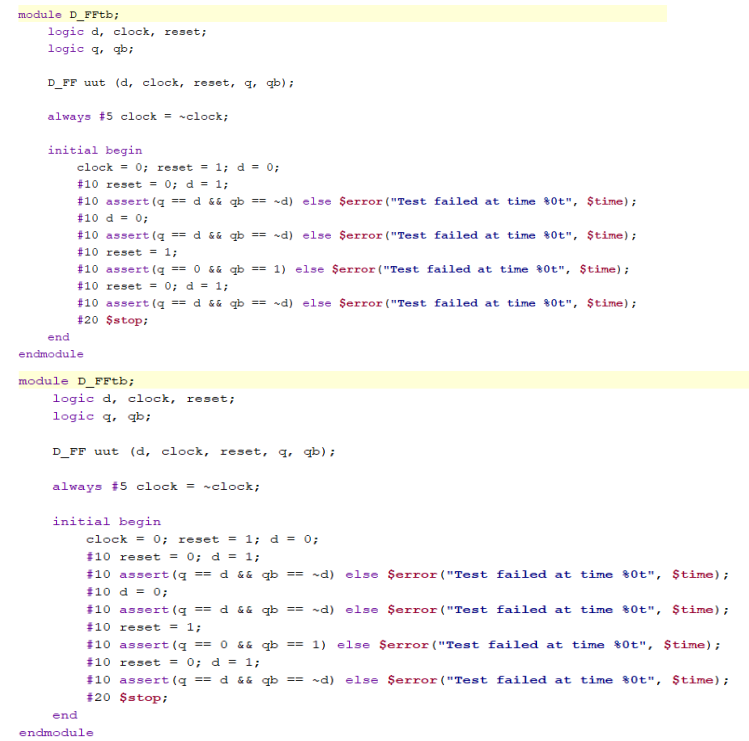 module D_FFtb;
    logic d, clock, reset;
    logic q, qb;

    D_FF uut (d, clock, reset, q, qb);

    always #5 clock = ~clock;

    initial begin
        clock = 0; reset = 1; d = 0;
        #10 reset = 0; d = 1;
        #10 assert(q == d && qb == ~d) else $error("Test failed at time %0t", $time);
        #10 d = 0;
        #10 assert(q == d && qb == ~d) else $error("Test failed at time %0t", $time);
        #10 reset = 1;
        #10 assert(q == 0 && qb == 1) else $error("Test failed at time %0t", $time);
        #10 reset = 0; d = 1;
        #10 assert(q == d && qb == ~d) else $error("Test failed at time %0t", $time);
        #20 $stop;
    end
endmodule
module D_FFtb;
    logic d, clock, reset;
    logic q, qb;

    D_FF uut (d, clock, reset, q, qb);

    always #5 clock = ~clock;

    initial begin
        clock = 0; reset = 1; d = 0;
        #10 reset = 0; d = 1;
        #10 assert(q == d && qb == ~d) else $error("Test failed at time %0t", $time);
        #10 d = 0;
        #10 assert(q == d && qb == ~d) else $error("Test failed at time %0t", $time);
        #10 reset = 1;
        #10 assert(q == 0 && qb == 1) else $error("Test failed at time %0t", $time);
        #10 reset = 0; d = 1;
        #10 assert(q == d && qb == ~d) else $error("Test failed at time %0t", $time);
        #20 $stop;
    end
endmodule